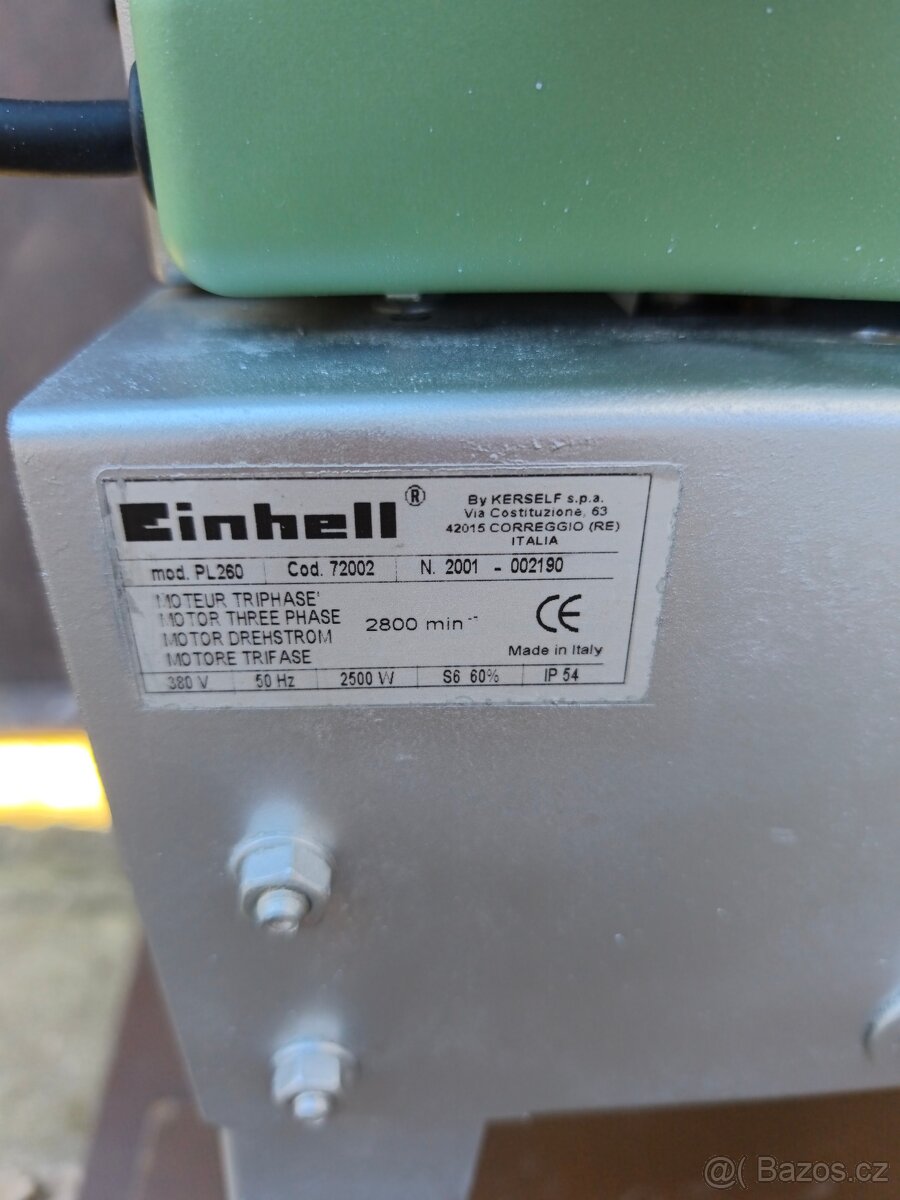 Einhell®
By KERSELF s.p.a.
Via Costituzione, 63
42015 CORREGGIO (RE)
ITALIA
mod. PL260 Cod. 72002 N. 2001 - 002190
MOTEUR TRIPHASE'
MOTOR THREE PHASE
MOTOR DREHSTROM
MOTORE TRIFASE
2800 min⁻¹
CE
Made in Italy
380 V 50 Hz 2500 W S6 60% IP 54
@ Bazoš.cz